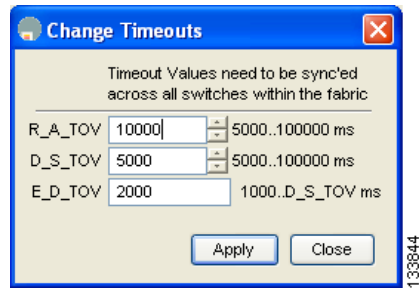 Change Timeouts
Timeout Values need to be sync'ed
across all switches within the fabric
R_A_TOV 10000 5000..100000 ms
D_S_TOV 5000 5000..100000 ms
E_D_TOV 2000 1000..D_S_TOV ms
Apply Close
133844